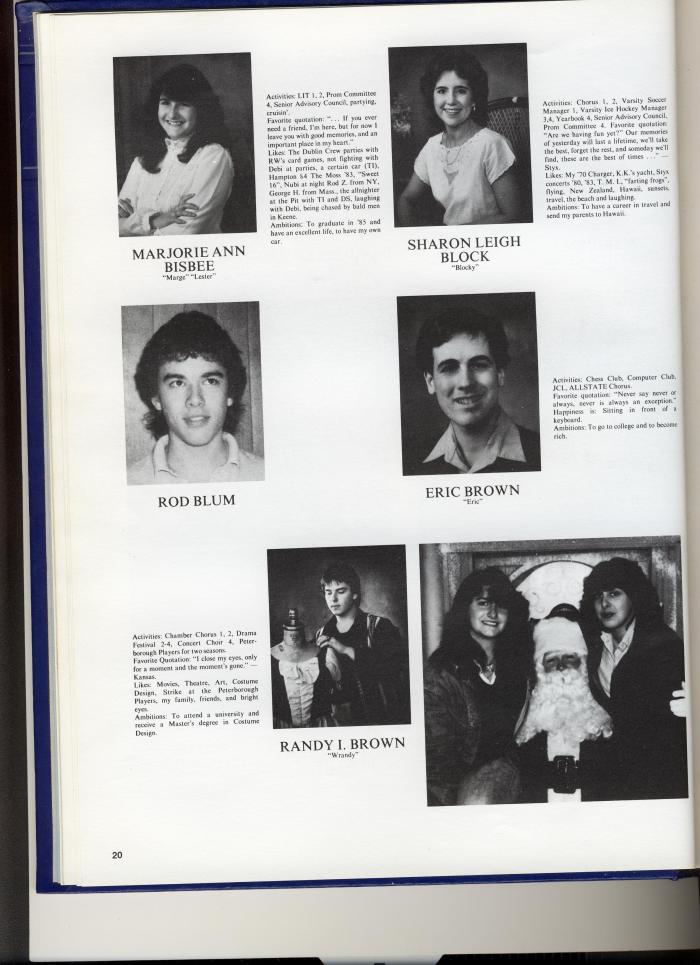 Activities: LIT 1, 2, Prom Committee
4, Senior Advisory Council, partying,
cruisin'.
Favorite quotation: ". . . If you ever
need a friend, I'm here, but for now I
leave you with good memories, and an
important place in my heart."
Likes: The Dublin Crew parties with
RW's card games, not fighting with
Debi at parties, a certain car (TI),
Hampton 84 The Moss '83, "Sweet
16", Nubi at night Rod Z. from NY,
George H. from Mass., the allnighter
at the Pit with TI and DS, laughing
with Debi, being chased by bald men
in Keene.
Ambitions: To graduate in '85 and
have an excellent life, to have my own
car.
MARJORIE ANN
BISBEE
"Marge" "Lester"
Activities: Chorus 1, 2, Varsity Soccer
Manager 1, Varsity Ice Hockey Manager
3,4, Yearbook 4, Senior Advisory Council,
Prom Committee 4. Favorite quotation:
"Are we having fun yet?" Our memories
of yesterday will last a lifetime, we'll take
the best, forget the rest, and someday we'll
find, these are the best of times . . ." —
Styx.
Likes: My '70 Charger, K.K.'s yacht, Styx
concerts '80, '83, T. M. I., "farting frogs",
flying, New Zealand, Hawaii, sunsets,
travel, the beach and laughing.
Ambitions: To have a career in travel and
send my parents to Hawaii.
SHARON LEIGH
BLOCK
"Blocky"
ROD BLUM
Activities: Chess Club, Computer Club,
JCL, ALLSTATE Chorus.
Favorite quotation: "Never say never or
always, never is always an exception."
Happiness is: Sitting in front of a
keyboard.
Ambitions: To go to college and to become
rich.
ERIC BROWN
"Eric"
Activities: Chamber Chorus 1, 2, Drama
Festival 2-4, Concert Choir 4, Peter-
borough Players for two seasons.
Favorite Quotation: "I close my eyes, only
for a moment and the moment's gone." —
Kansas.
Likes: Movies, Theatre, Art, Costume
Design, Strike at the Peterborough
Players, my family, friends, and bright
eyes.
Ambitions: To attend a university and
receive a Master's degree in Costume
Design.
RANDY I. BROWN
"Wrandy"
20